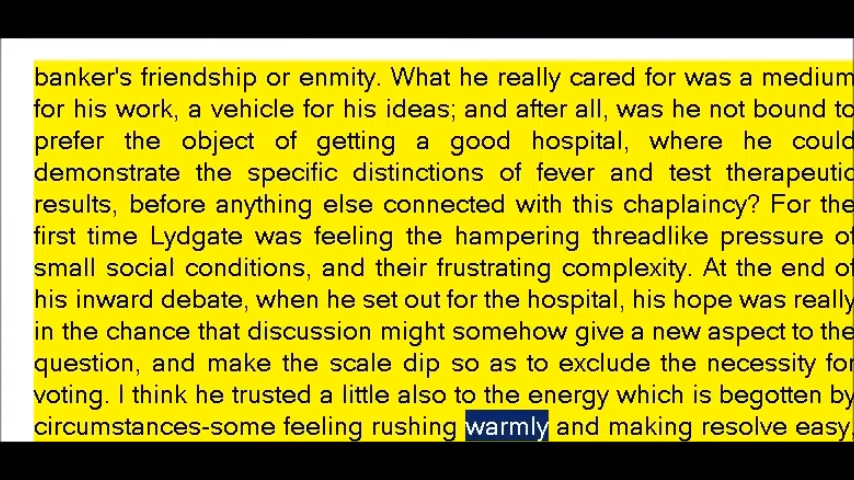 banker's friendship or enmity. What he really cared for was a medium
for his work, a vehicle for his ideas; and after all, was he not bound to
prefer the object of getting a good hospital, where he could
demonstrate the specific distinctions of fever and test therapeutic
results, before anything else connected with this chaplaincy? For the
first time Lydgate was feeling the hampering threadlike pressure of
small social conditions, and their frustrating complexity. At the end of
his inward debate, when he set out for the hospital, his hope was really
in the chance that discussion might somehow give a new aspect to the
question, and make the scale dip so as to exclude the necessity for
voting. I think he trusted a little also to the energy which is begotten by
circumstances-some feeling rushing warmly and making resolve easy,